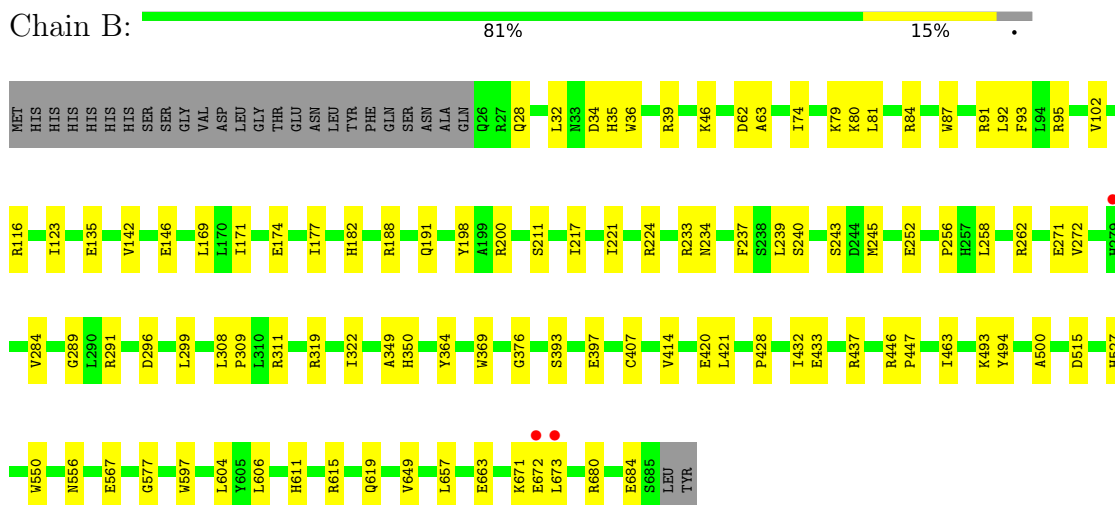 Chain B:
81% 15% •
MET HIS HIS HIS HIS HIS HIS SER SER GLY VAL ASP LEU GLY THR GLU ASN LEU TYR PHE GLN SER ASN ALA GLN Q26 R27 Q28 L32 N33 D34 H35 W36 R39 K46 D62 A63 I74 K79 K80 L81 R84 W87 R91 L92 F93 L94 R95 V102
R116 I123 E135 V142 E146 L169 L170 I171 E174 I177 H182 R188 Q191 Y198 A199 R200 S211 I217 I221 R224 R233 N234 F237 S238 L239 S240 S243 D244 M245 E252 P256 H257 L258 R262 E271 V272 H279
V284 G289 L290 R291 D296 L299 L308 P309 L310 R311 R319 I322 A349 H350 Y364 W369 G376 S393 E397 C407 V414 E420 L421 P428 I432 E433 R437 R446 P447 I463 K493 Y494 A500 D515
W550 N556 E567 G577 W597 L604 Y605 L606 H611 R615 Q619 V649 L657 E663 K671 E672 L673 R680 E684 S685 LEU TYR